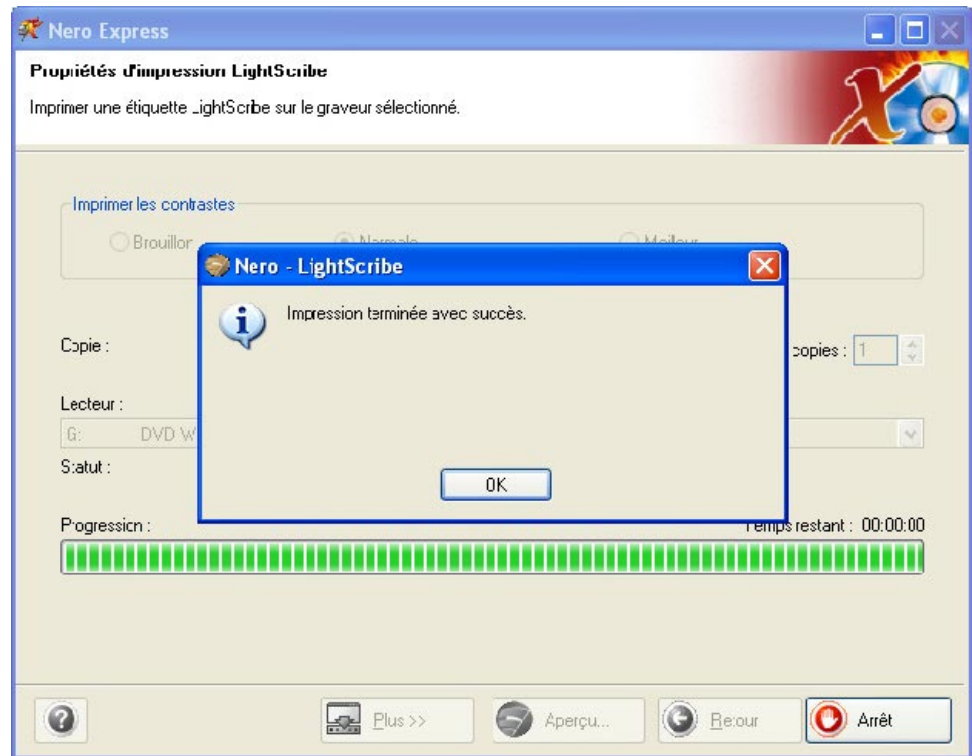 Nero Express
Propriétés d'impression LightScribe
Imprimer une étiquette LightScribe sur le graveur sélectionné.
Imprimer les contrastes
Brouillon
Normale
Meilleur
Nero - LightScribe
Impression terminée avec succès.
OK
Copie :
copies : 1
Lecteur :
G: DVD W
Statut :
Progression :
Temps restant : 00:00:00
Plus >>
Aperçu...
Retour
Arrêt